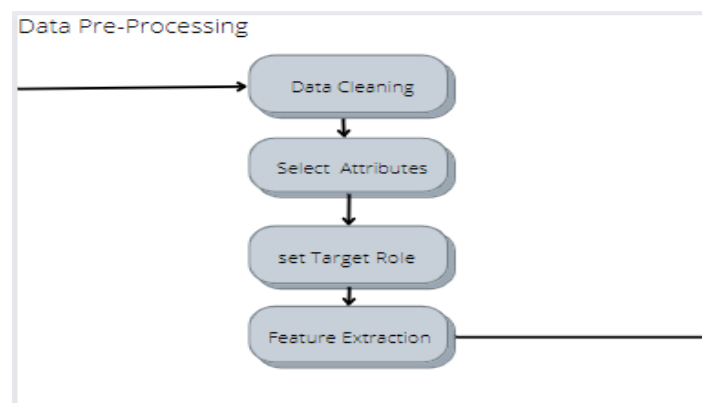 Data Pre-Processing
Data Cleaning
Select Attributes
set Target Role
Feature Extraction